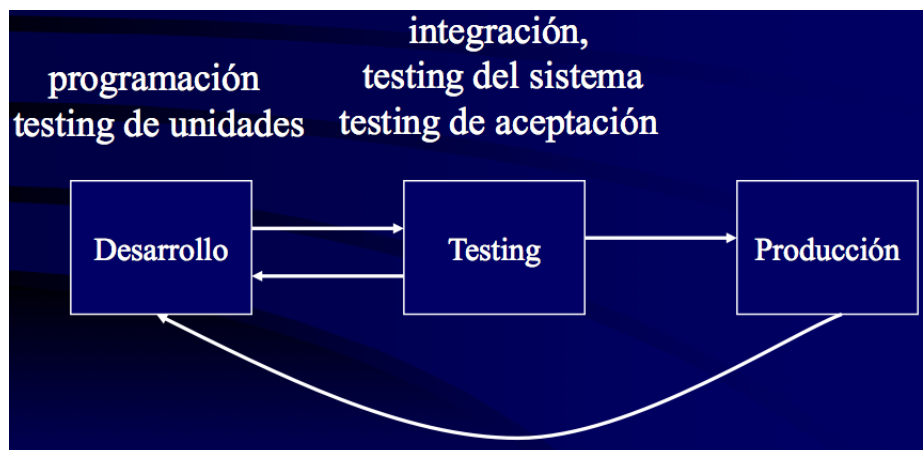 programación
testing de unidades
integración,
testing del sistema
testing de aceptación
Desarrollo
Testing
Producción